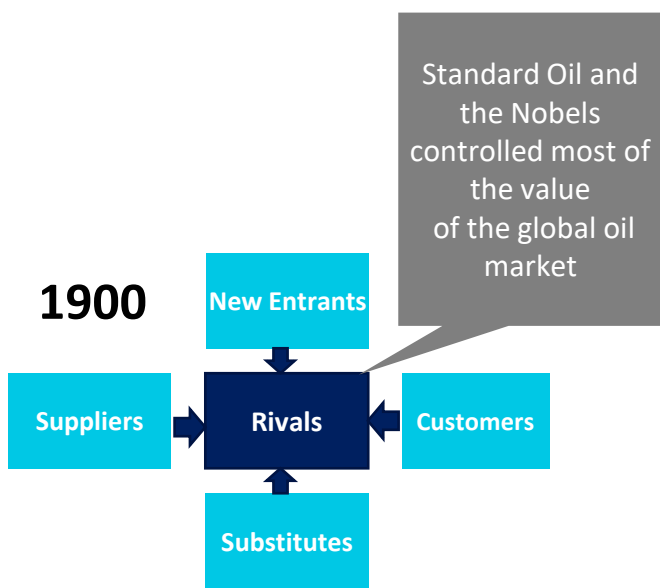 Standard Oil and
the Nobels
controlled most of
the value
of the global oil
market
1900
New Entrants
Suppliers
Rivals
Customers
Substitutes